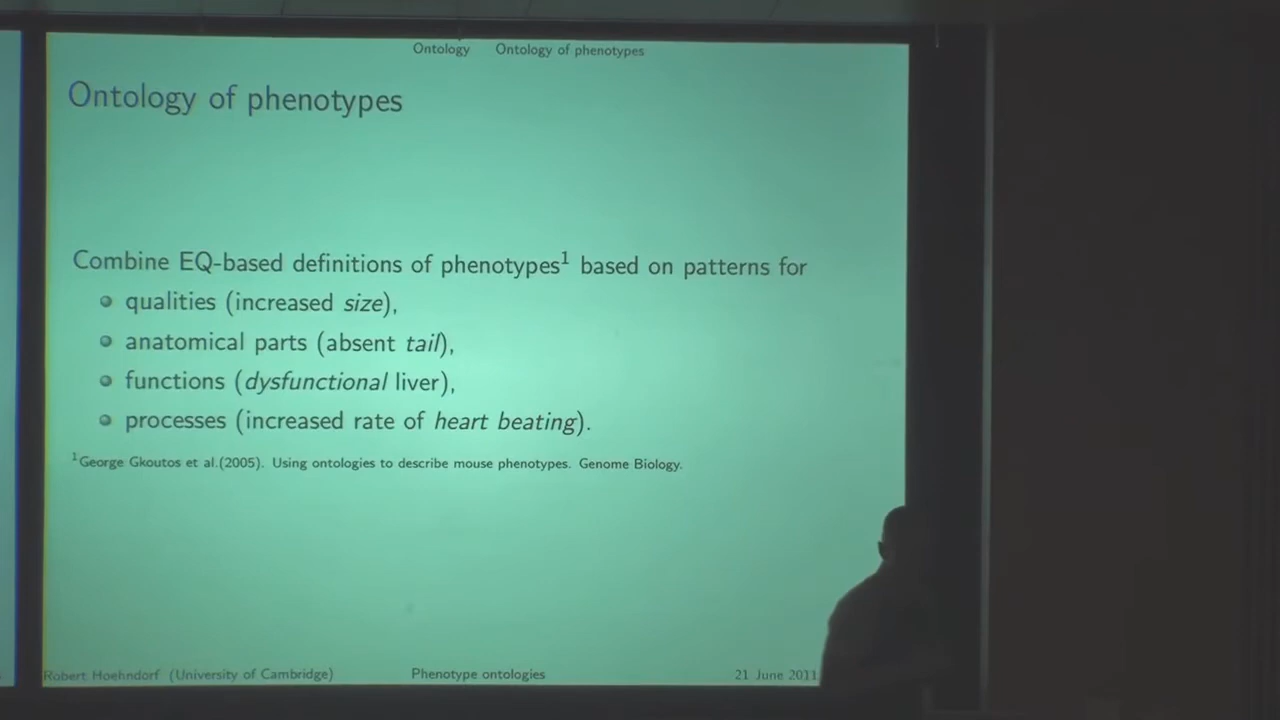 Ontology Ontology of phenotypes
Ontology of phenotypes
Combine EQ-based definitions of phenotypes1 based on patterns for
qualities (increased size),
anatomical parts (absent tail),
functions (dysfunctional liver),
processes (increased rate of heart beating).
1George Gkoutos et al.(2005). Using ontologies to describe mouse phenotypes. Genome Biology.
Robert Hoehndorf (University of Cambridge) Phenotype ontologies 21 June 2011